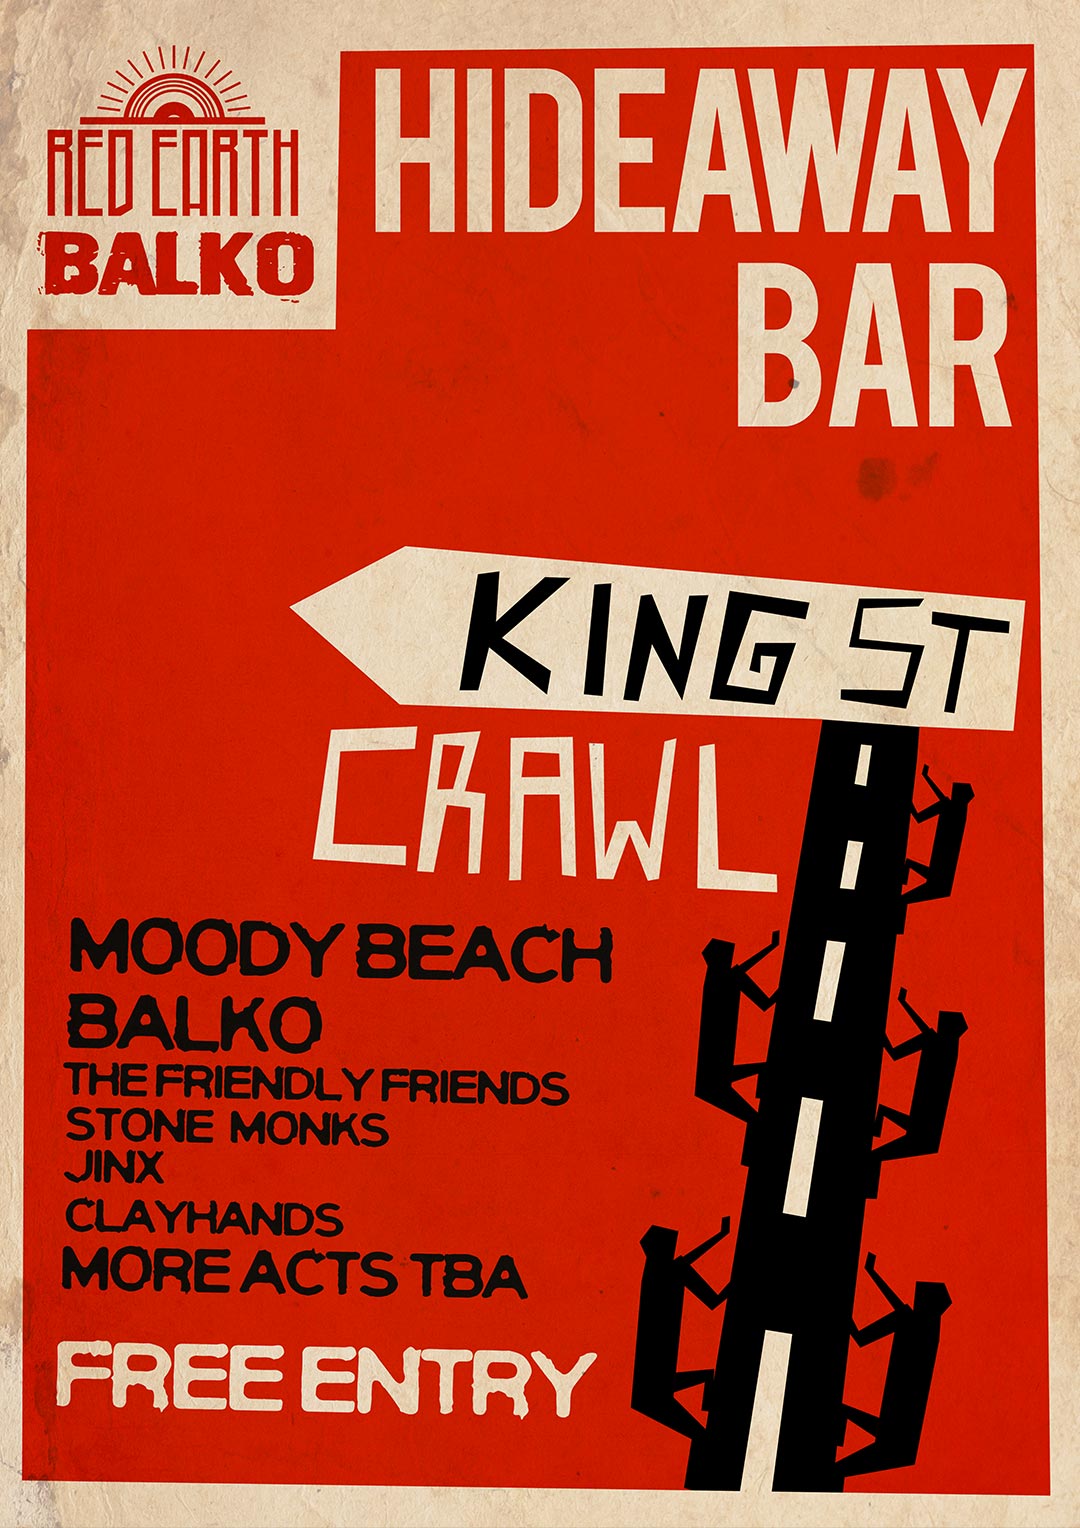 RED EARTH
BALKO
HIDEAWAY
BAR
KING ST
CRAWL
MOODY BEACH
BALKO
THE FRIENDLY FRIENDS
STONE MONKS
JINX
CLAYHANDS
MORE ACTS TBA
FREE ENTRY